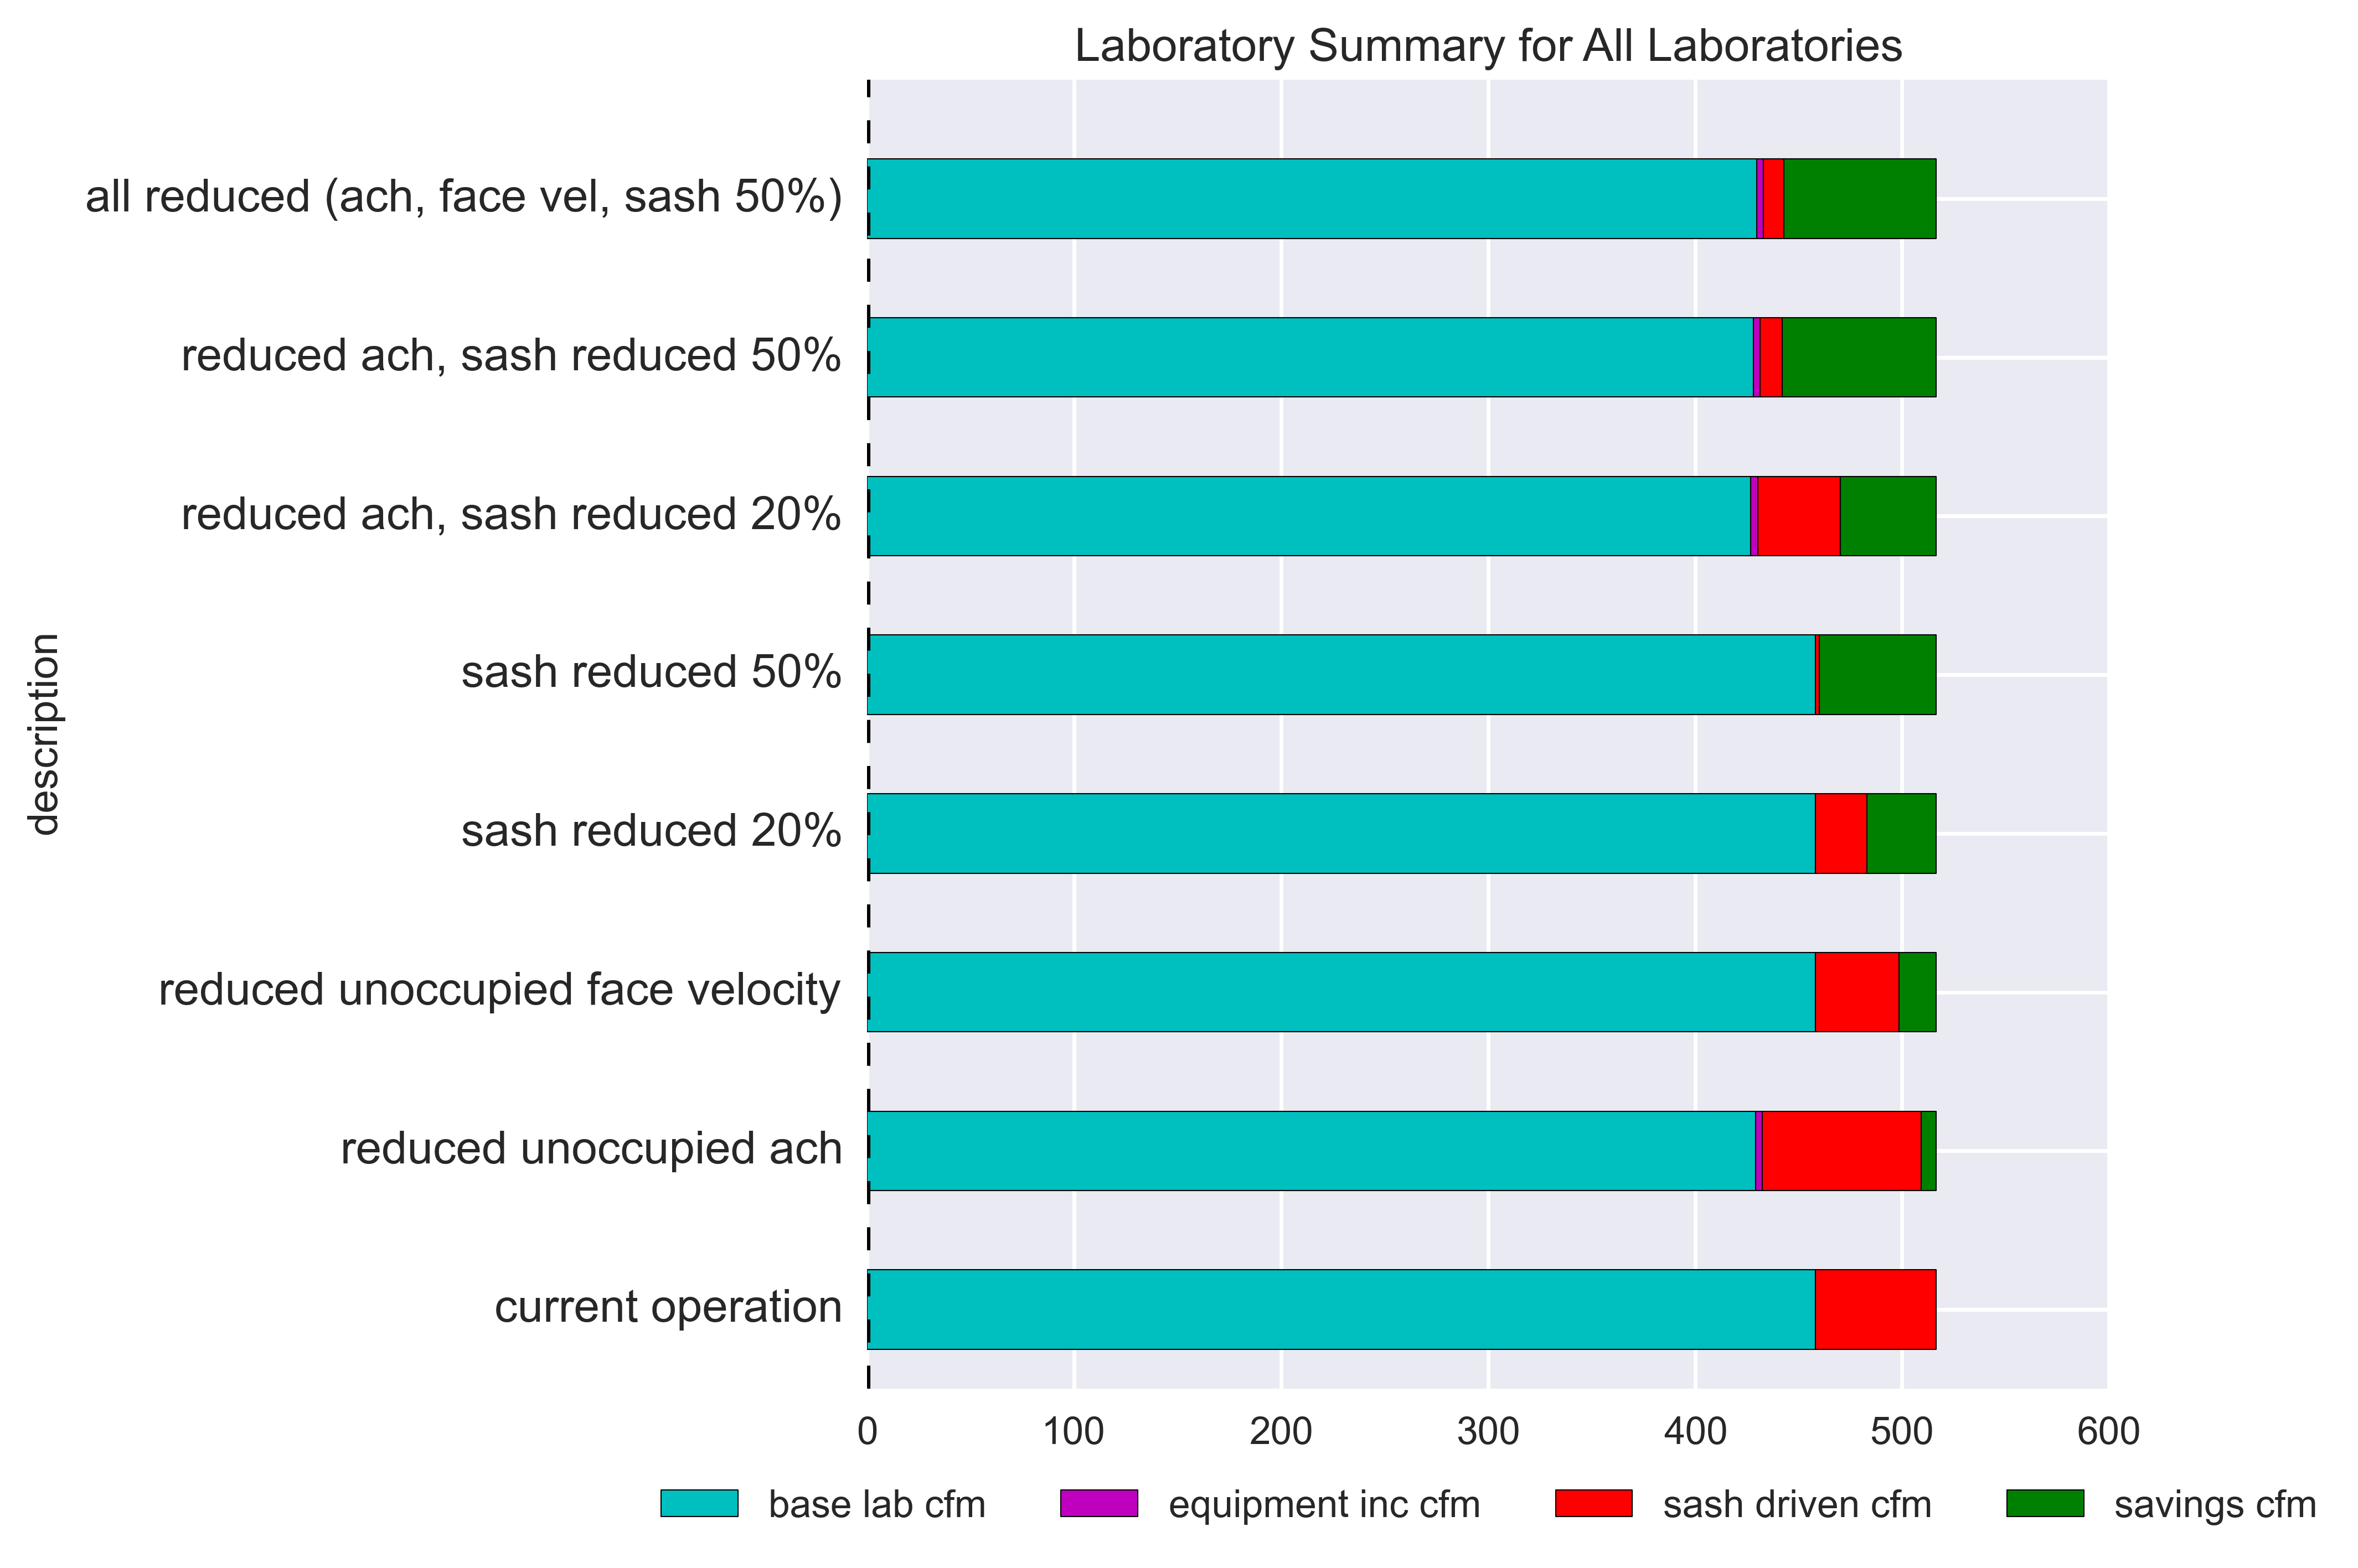 Laboratory Summary for All Laboratories
description
all reduced (ach, face vel, sash 50%)
reduced ach, sash reduced 50%
reduced ach, sash reduced 20%
sash reduced 50%
sash reduced 20%
reduced unoccupied face velocity
reduced unoccupied ach
current operation
0 100 200 300 400 500 600
base lab cfm equipment inc cfm sash driven cfm savings cfm